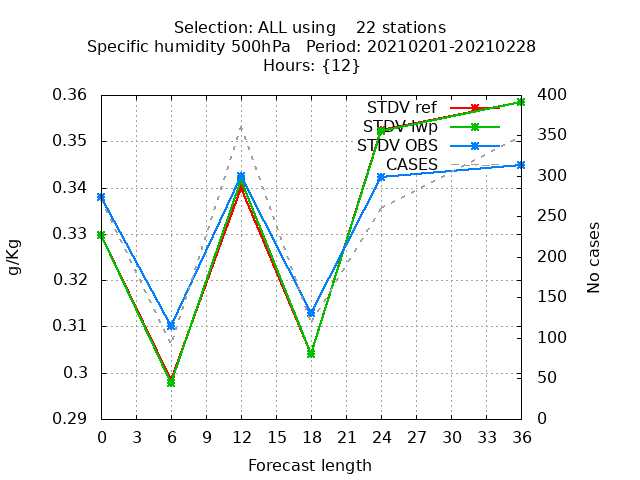 Selection: ALL using 22 stations
Specific humidity 500hPa Period: 20210201-20210228
Hours: {12}
STDV ref
STDV lwp
STDV OBS
CASES
0.36
0.35
0.34
0.33
0.32
0.31
0.3
0.29
g/Kg
400
350
300
250
200
150
100
50
0
No cases
0 3 6 9 12 15 18 21 24 27 30 33 36
Forecast length